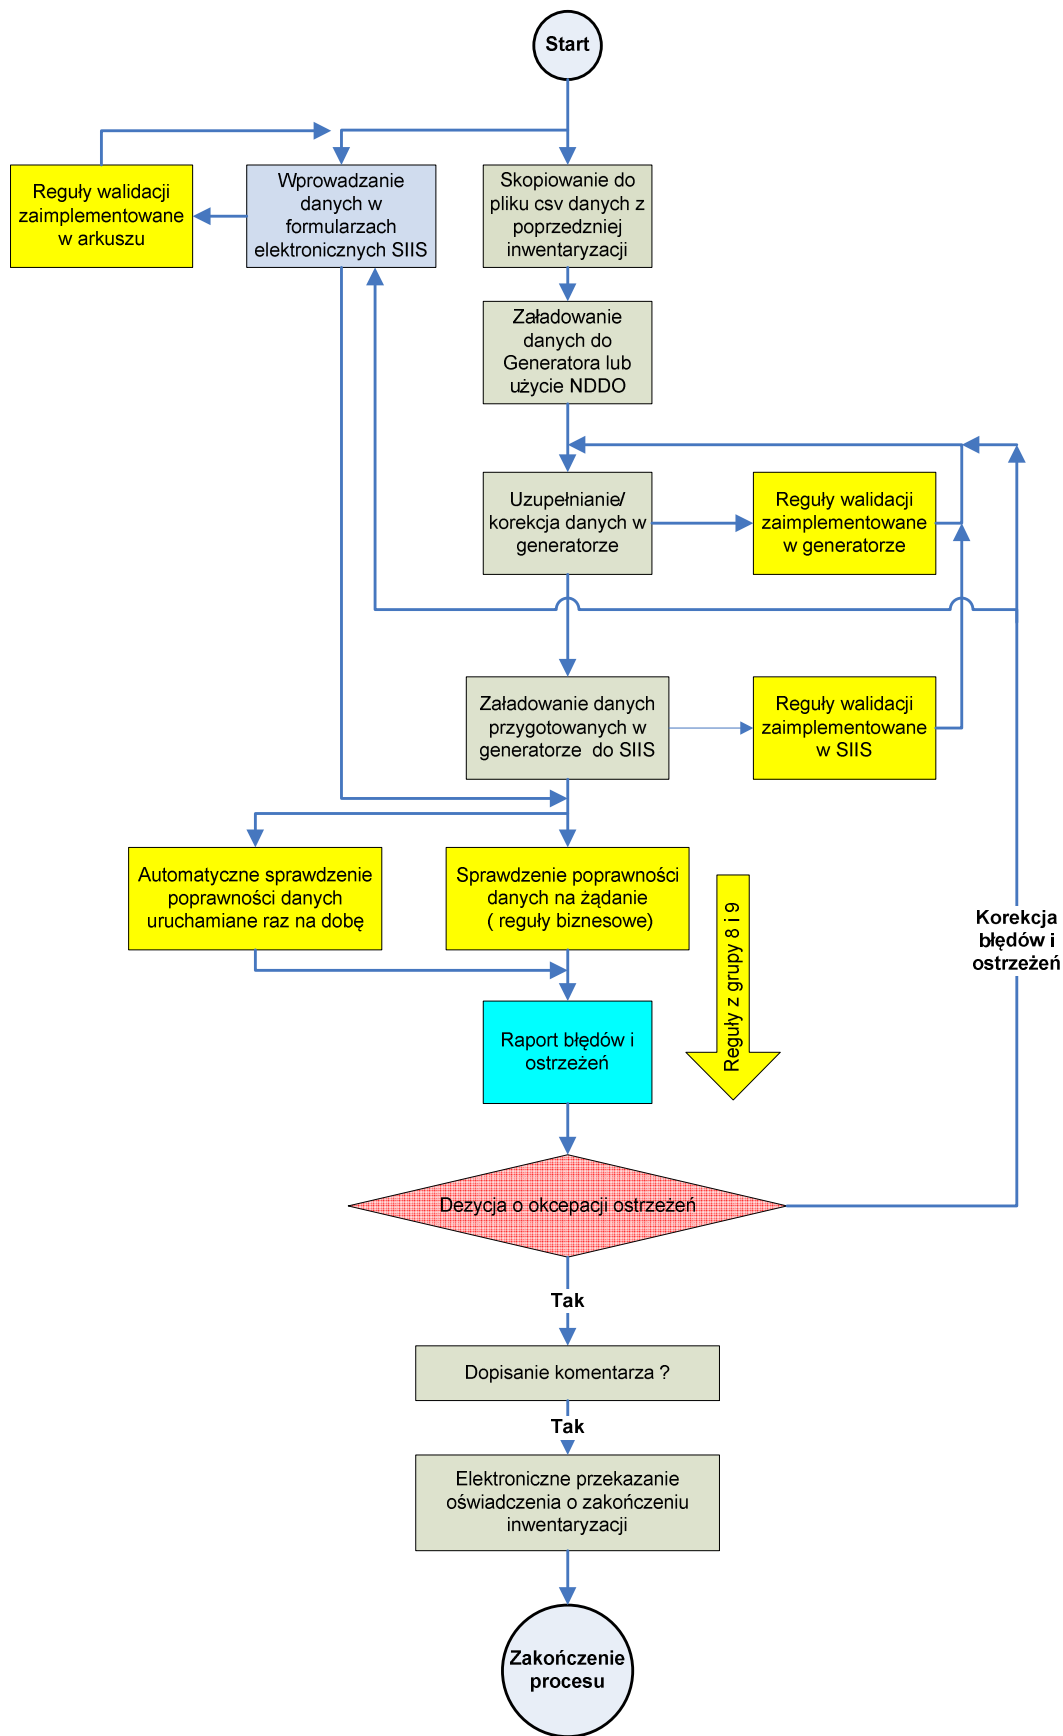 Start
Reguły walidacji
zaimplementowane
w arkuszu
Wprowadzanie
danych w
formularzach
elektronicznych SIIS
Skopiowanie do
pliku csv danych z
poprzedzniej
inwentaryzacji
Załadowanie
danych do
Generatora lub
użycie NDDO
Uzupełnianie/
korekcja danych w
generatorze
Reguły walidacji
zaimplementowane
w generatorze
Załadowanie danych
przygotowanych w
generatorze do SIIS
Reguły walidacji
zaimplementowane
w SIIS
Automatyczne sprawdzenie
poprawności danych
uruchamiane raz na dobę
Sprawdzenie poprawności
danych na żądanie
( reguły biznesowe)
Reguły z grupy 8 i 9
Korekcja
błędów i
ostrzeżeń
Raport błędów i
ostrzeżeń
Dezycja o okcepacji ostrzeżeń
Tak
Dopisanie komentarza ?
Tak
Elektroniczne przekazanie
oświadczenia o zakończeniu
inwentaryzacji
Zakończenie
procesu